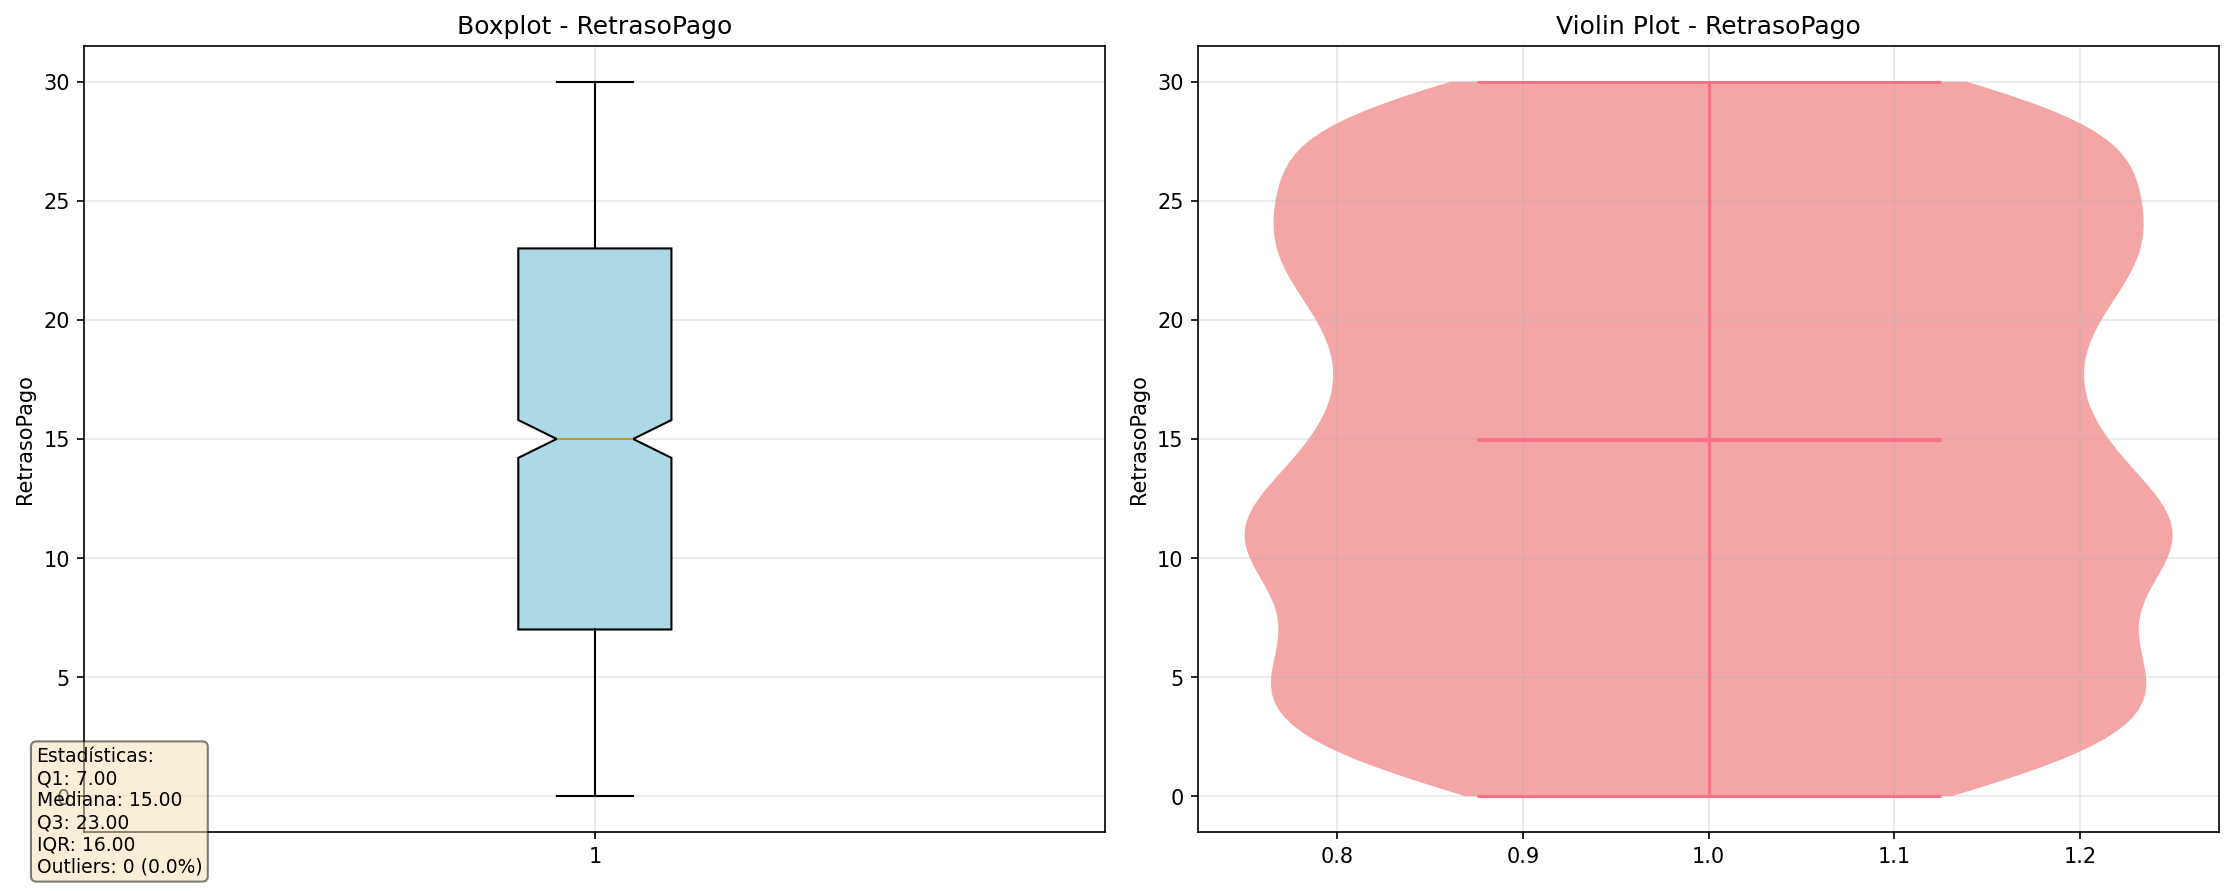 Boxplot - RetrasoPago
30
25
20
15
10
5
0
RetrasoPago
1
Estadísticas:
Q1: 7.00
Mediana: 15.00
Q3: 23.00
IQR: 16.00
Outliers: 0 (0.0%)
Violin Plot - RetrasoPago
30
25
20
15
10
5
0
RetrasoPago
0.8 0.9 1.0 1.1 1.2